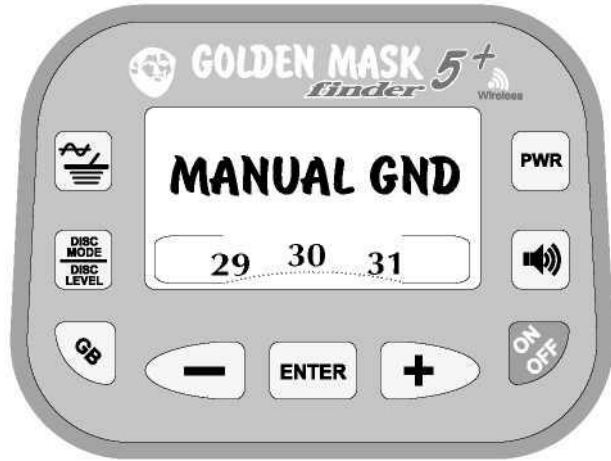 GOLDEN MASK 5+
finder
Wireless
MANUAL GND
29 30 31
PWR
DISC
MODE
DISC
LEVEL
GB
ON
OFF
− ENTER +